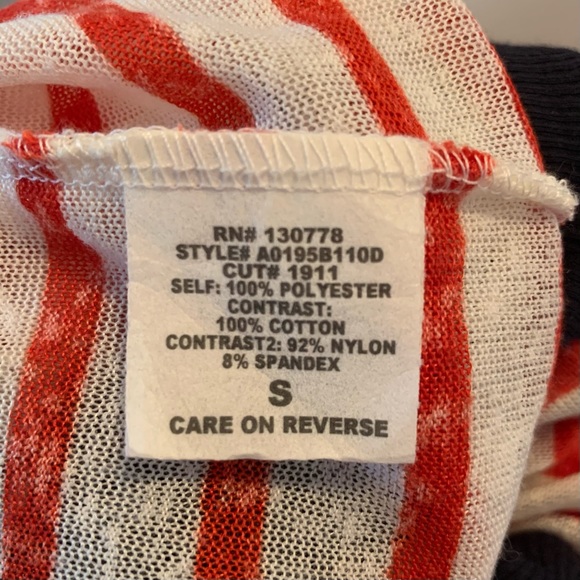 RN# 130778
STYLE# A0195B110D
CUT# 1911
SELF: 100% POLYESTER
CONTRAST:
100% COTTON
CONTRAST2: 92% NYLON
8% SPANDEX
S
CARE ON REVERSE